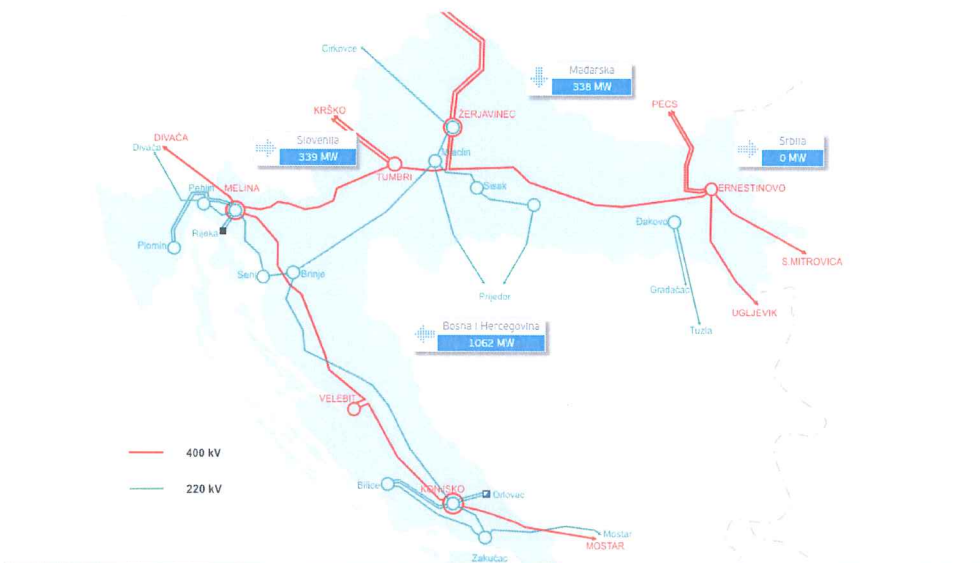 Cirkovce
Mađarska
338 MW
KRŠKO
ŽERJAVINEC
PECS
DIVAČA
Divača
Slovenija
339 MW
Srbija
0 MW
TUMBRI
Sisak
Pehlin
MELINA
ERNESTINOVO
Rijeka
Đakovo
Plomin
S.MITROVICA
Senj
Brinje
Prijedor
Gradačac
UGLJEVIK
Tuzla
Bosna i Hercegovina
1062 MW
VELEBIT
400 kV
220 kV
Bilice
KONJSKO
Orlovac
Mostar
MOSTAR
Zakučac